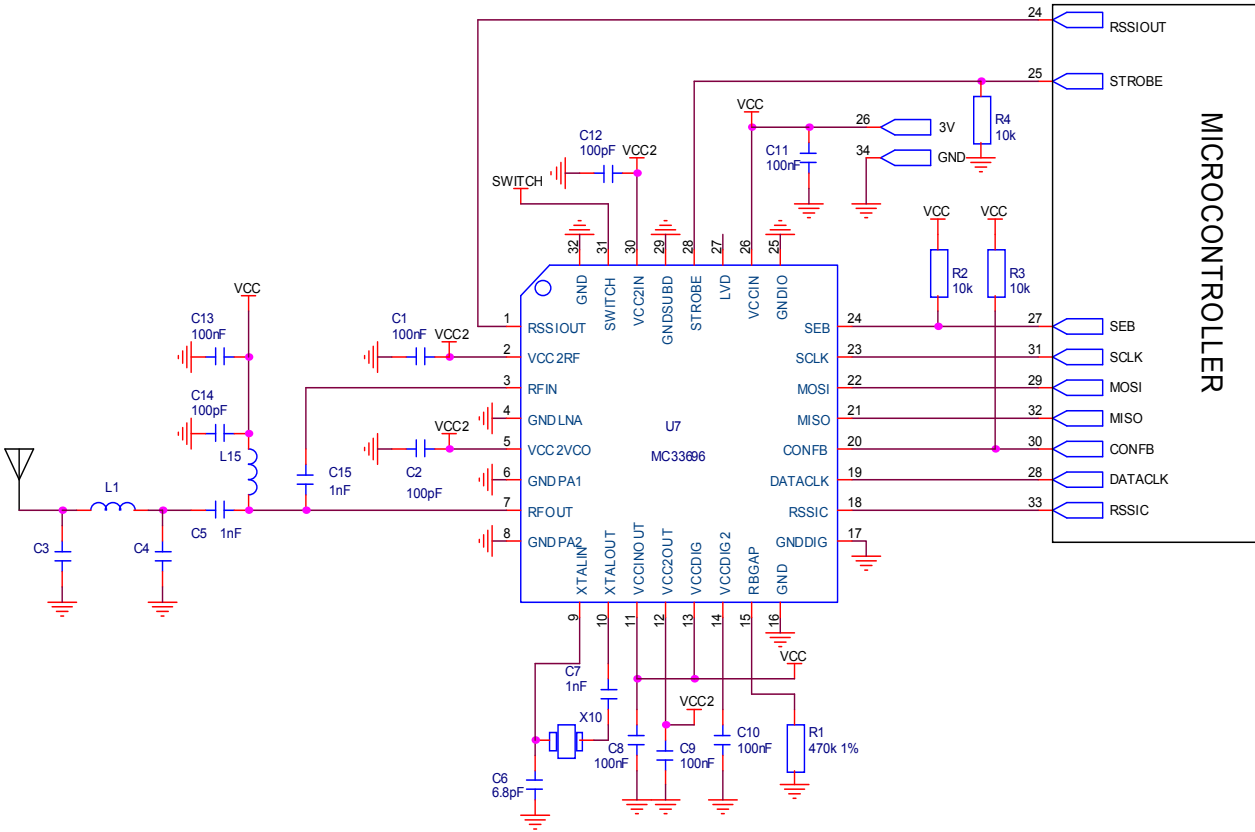 24
RSSIOUT
25
STROBE
R4
10k
VCC
26
3V
C11
100nF
34
GND
C12
100pF
VCC2
SWITCH
MICROCONTROLLER
32
31
30
29
28
27
26
25
GND
SWITCH
VCC2IN
GNDSUBD
STROBE
LVD
VCCIN
GNDIO
VCC
VCC
R2
10k
R3
10k
VCC
C13
100nF
C14
100pF
L15
C1
100nF
VCC2
VCC2
C2
100pF
C15
1nF
L1
C3
C4
C5
1nF
1
RSSIOUT
2
VCC2RF
3
RFIN
4
GNDLNA
5
VCC2VCO
6
GNDPA1
7
RFOUT
8
GNDPA2
U7
MC33696
SEB
24
27
SEB
SCLK
23
31
SCLK
MOSI
22
29
MOSI
MISO
21
32
MISO
CONFB
20
30
CONFB
DATACLK
19
28
DATACLK
RSSIC
18
33
RSSIC
GNDDIG
17
XTALIN
XTALOUT
VCCINOUT
VCC2OUT
VCCDIG
VCCDIG2
RBGAP
GND
9
10
11
12
13
14
15
16
VCC
C7
1nF
X10
VCC2
C6
6.8pF
C8
100nF
C9
100nF
C10
100nF
R1
470k 1%